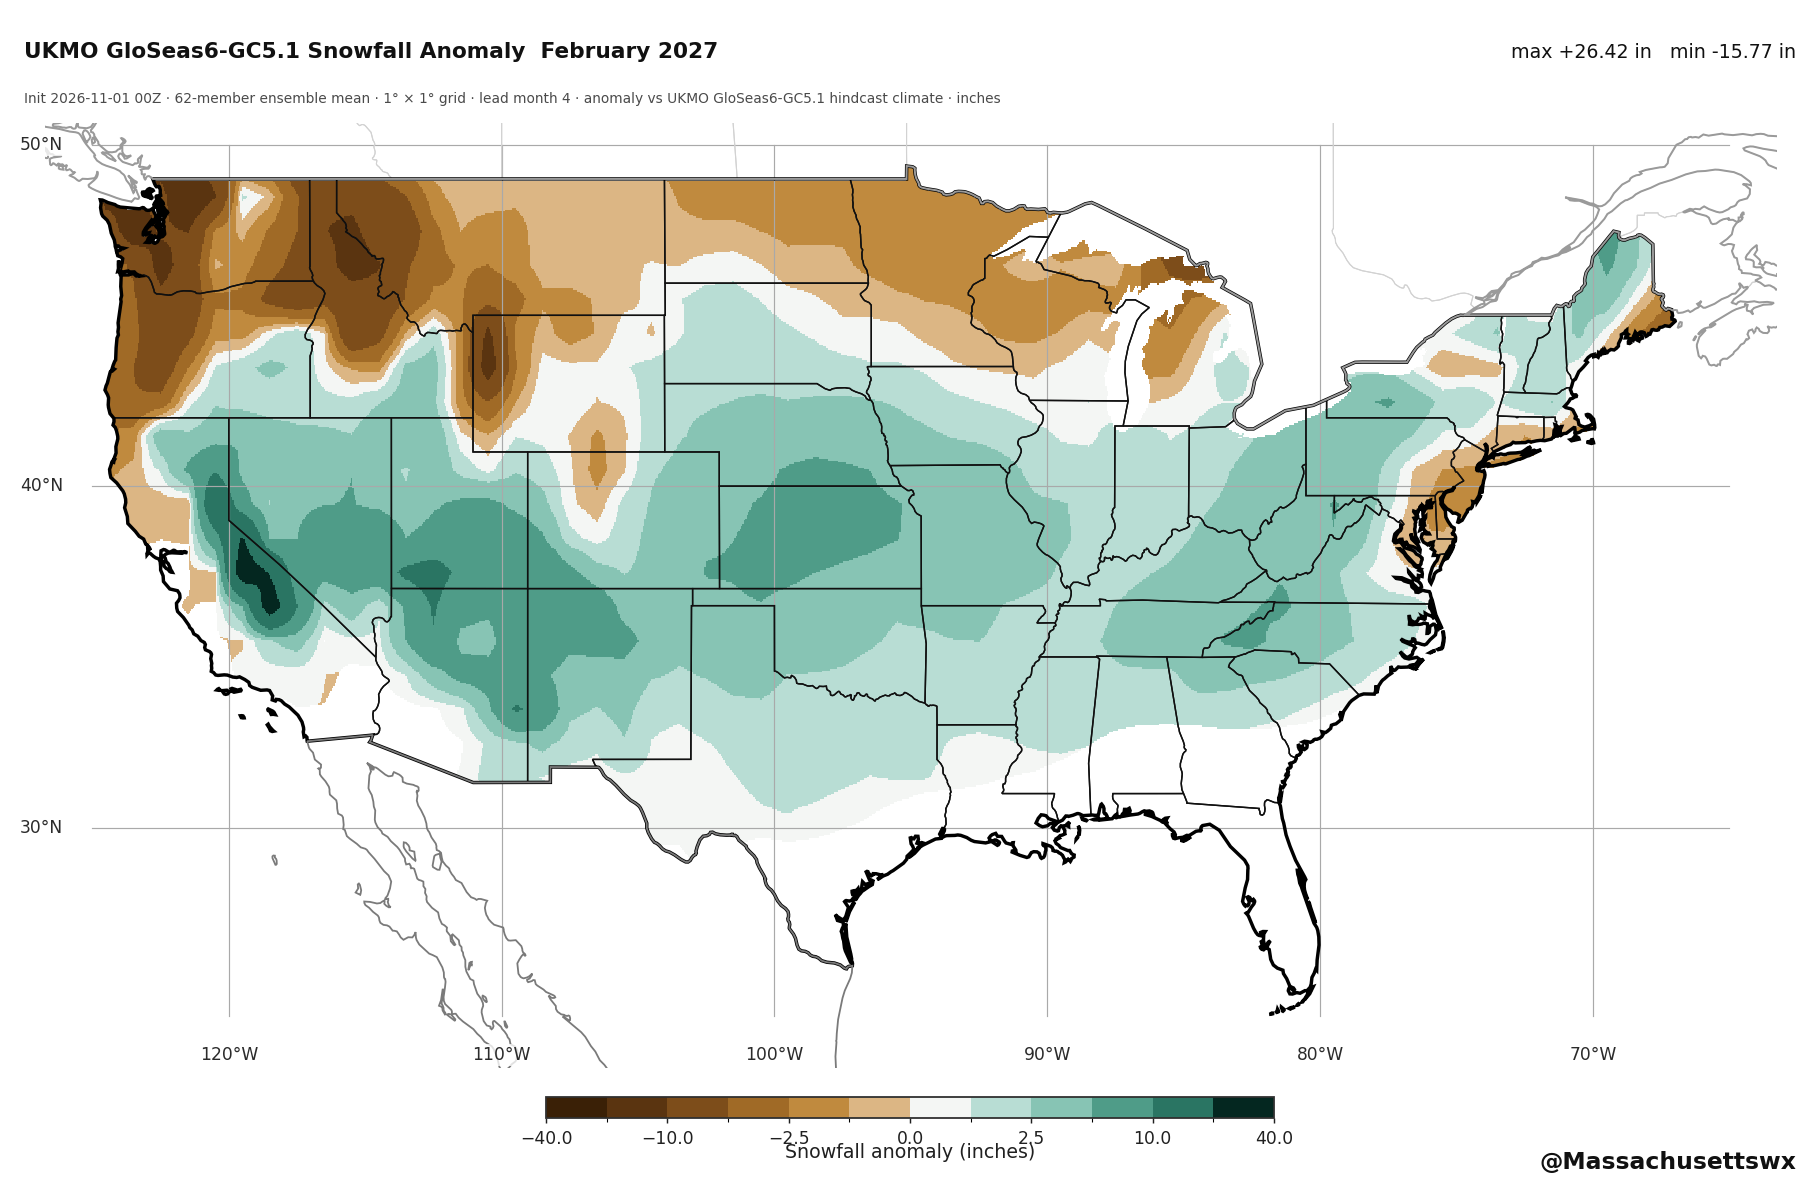 UKMO GloSeas6-GC5.1 Snowfall Anomaly  February 2027
max +26.42 in   min -15.77 in
Init 2026-11-01 00Z · 62-member ensemble mean · 1° × 1° grid · lead month 4 · anomaly vs UKMO GloSeas6-GC5.1 hindcast climate · inches
50°N
40°N
30°N
120°W 110°W 100°W 90°W 80°W 70°W
−40.0 −10.0 −2.5 0.0 2.5 10.0 40.0
Snowfall anomaly (inches)
@Massachusettswx